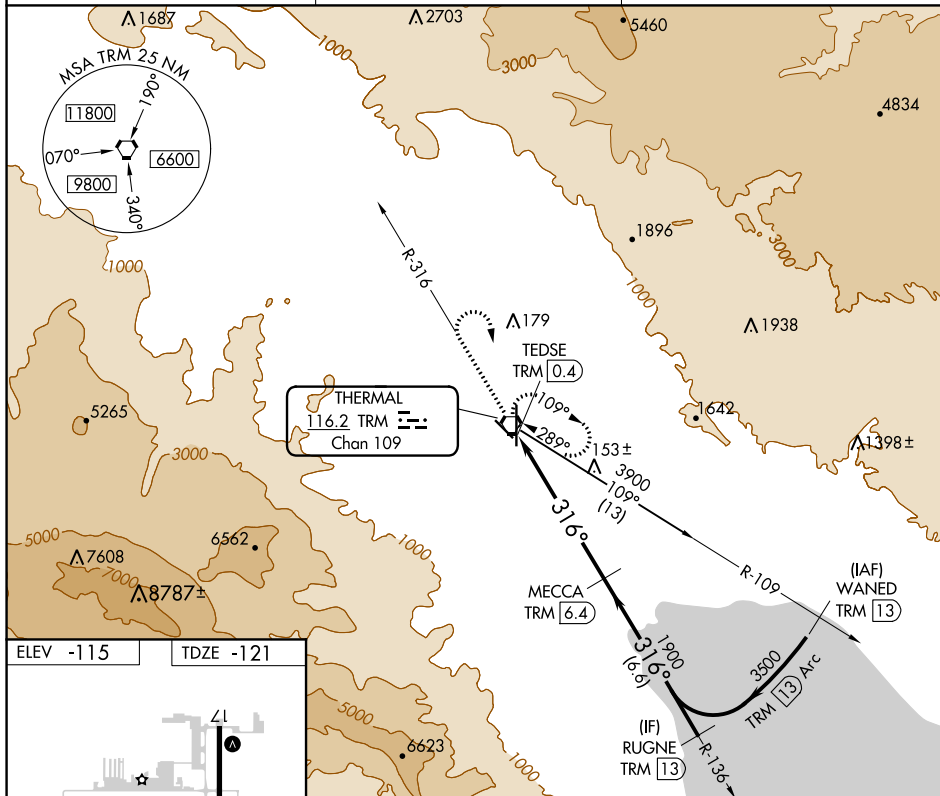 1687
2703
5460
1000
3000
4834
MSA TRM 25 NM
190°
11800
070°
6600
9800
340°
1000
R-316
1896
3000
1000
179
1938
TEDSE
TRM 0.4
THERMAL
116.2 TRM
Chan 109
109°
289°
1642
5265
153±
1398±
3900
109°
(13)
3000
316°
6562
5000
7608
7000
8787±
1000
R-109
(IAF)
WANED
TRM 13
MECCA
TRM 6.4
1900
316°
(6.6)
3500
TRM 13 Arc
ELEV -115
TDZE -121
5000
17
V
6623
(IF)
RUGNE
TRM 13
R-136
1000